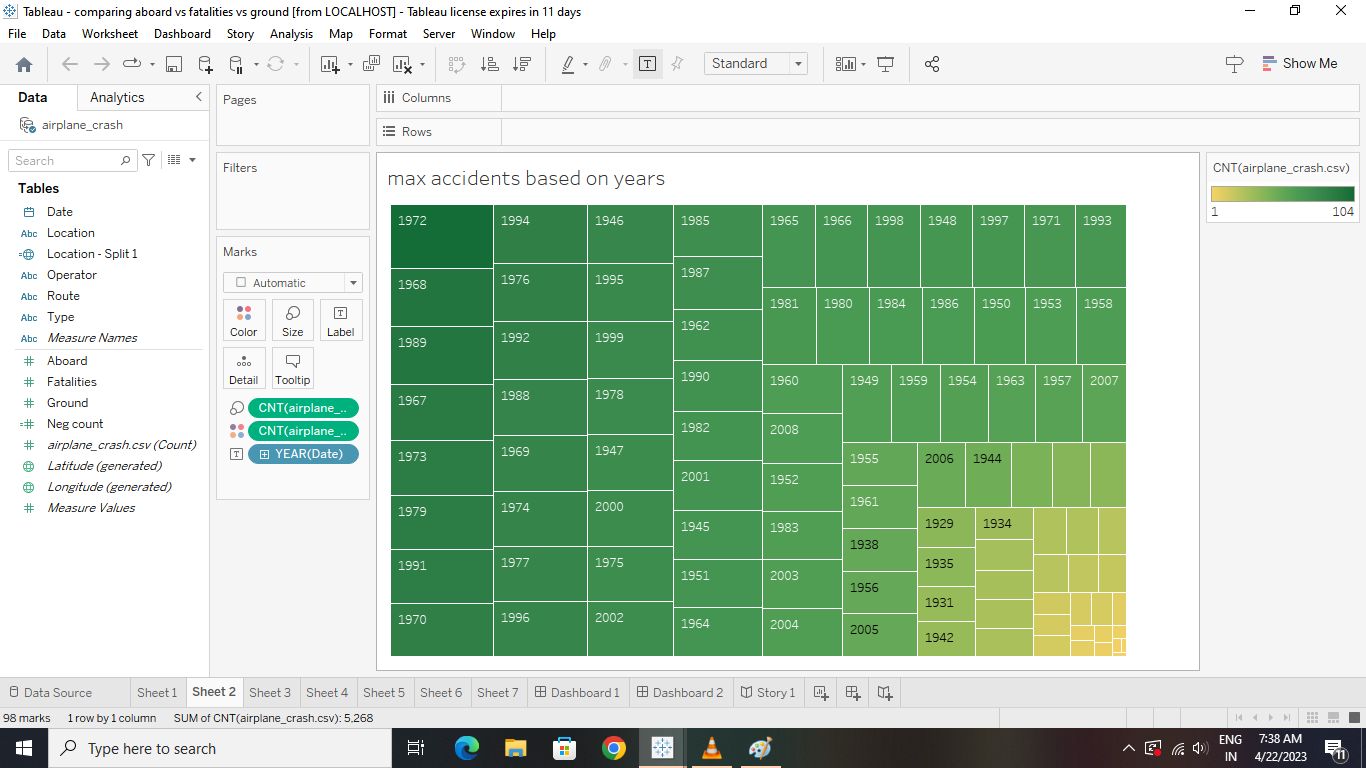 Tableau - comparing aboard vs fatalities vs ground [from LOCALHOST] - Tableau license expires in 11 days
File Data Worksheet Dashboard Story Analysis Map Format Server Window Help
Standard
Show Me
Data Analytics
airplane_crash
Search
Tables
Date
Abc Location
Location - Split 1
Abc Operator
Abc Route
Abc Type
Abc Measure Names
Aboard
Fatalities
Ground
Neg count
airplane_crash.csv (Count)
Latitude (generated)
Longitude (generated)
Measure Values
Pages
Filters
Marks
Automatic
Color Size Label
Detail Tooltip
CNT(airplane_..
CNT(airplane_..
YEAR(Date)
Columns
Rows
max accidents based on years
1972
1968
1989
1967
1973
1979
1991
1970
1994
1976
1992
1988
1969
1974
1977
1996
1946
1995
1999
1978
1947
2000
1975
2002
1985
1987
1962
1990
1982
2001
1945
1951
1964
1965 1966 1998 1948 1997 1971 1993
1981 1980 1984 1986 1950 1953 1958
1960
2008
1952
1983
2003
2004
1949 1959 1954 1963 1957 2007
1955
1961
1938
1956
2005
2006 1944
1929
1935
1931
1942
1934
CNT(airplane_crash.csv)
1 104
Data Source Sheet 1 Sheet 2 Sheet 3 Sheet 4 Sheet 5 Sheet 6 Sheet 7 Dashboard 1 Dashboard 2 Story 1
98 marks 1 row by 1 column SUM of CNT(airplane_crash.csv): 5,268
Type here to search
ENG
IN
7:38 AM
4/22/2023
11